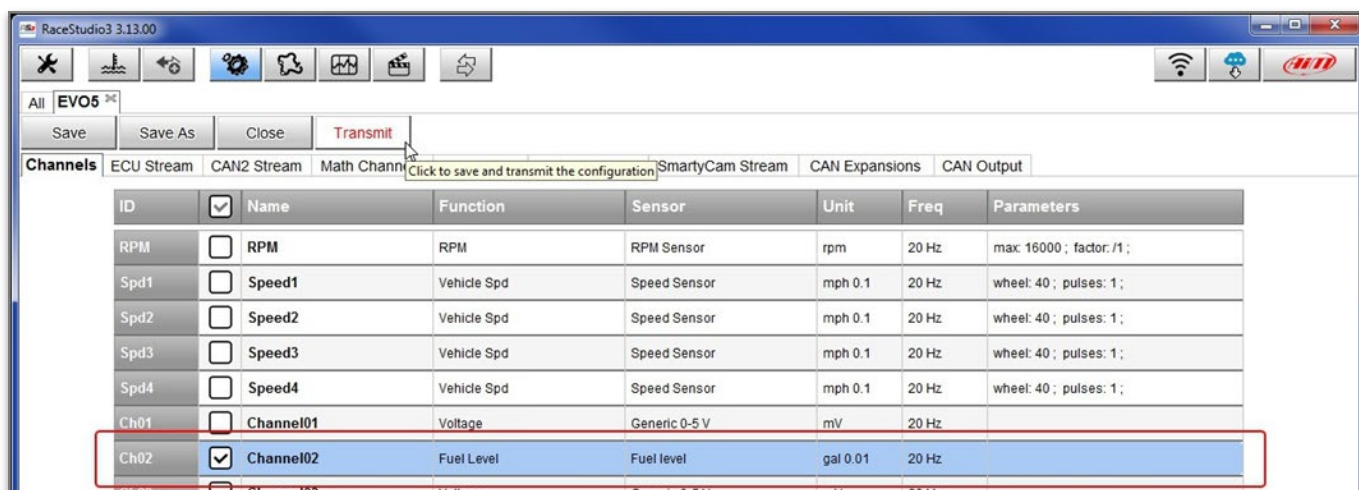 RaceStudio3 3.13.00
AiM
All EVO5
Save Save As Close Transmit
Channels ECU Stream CAN2 Stream Math Chann SmartyCam Stream CAN Expansions CAN Output
Click to save and transmit the configuration
ID Name Function Sensor Unit Freq Parameters
RPM RPM RPM RPM Sensor rpm 20 Hz max: 16000 ; factor: /1 ;
Spd1 Speed1 Vehicle Spd Speed Sensor mph 0.1 20 Hz wheel: 40 ; pulses: 1 ;
Spd2 Speed2 Vehicle Spd Speed Sensor mph 0.1 20 Hz wheel: 40 ; pulses: 1 ;
Spd3 Speed3 Vehicle Spd Speed Sensor mph 0.1 20 Hz wheel: 40 ; pulses: 1 ;
Spd4 Speed4 Vehicle Spd Speed Sensor mph 0.1 20 Hz wheel: 40 ; pulses: 1 ;
Ch01 Channel01 Voltage Generic 0-5 V mV 20 Hz
Ch02 Channel02 Fuel Level Fuel level gal 0.01 20 Hz